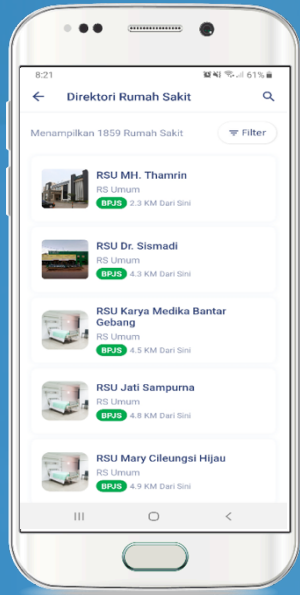 8:21
61%
Direktori Rumah Sakit
Menampilkan 1859 Rumah Sakit
Filter
RSU MH. Thamrin
RS Umum
BPJS 2.3 KM Dari Sini
RSU Dr. Sismadi
RS Umum
BPJS 4.3 KM Dari Sini
RSU Karya Medika Bantar
Gebang
RS Umum
BPJS 4.5 KM Dari Sini
RSU Jati Sampurna
RS Umum
BPJS 4.8 KM Dari Sini
RSU Mary Cileungsi Hijau
RS Umum
BPJS 4.9 KM Dari Sini